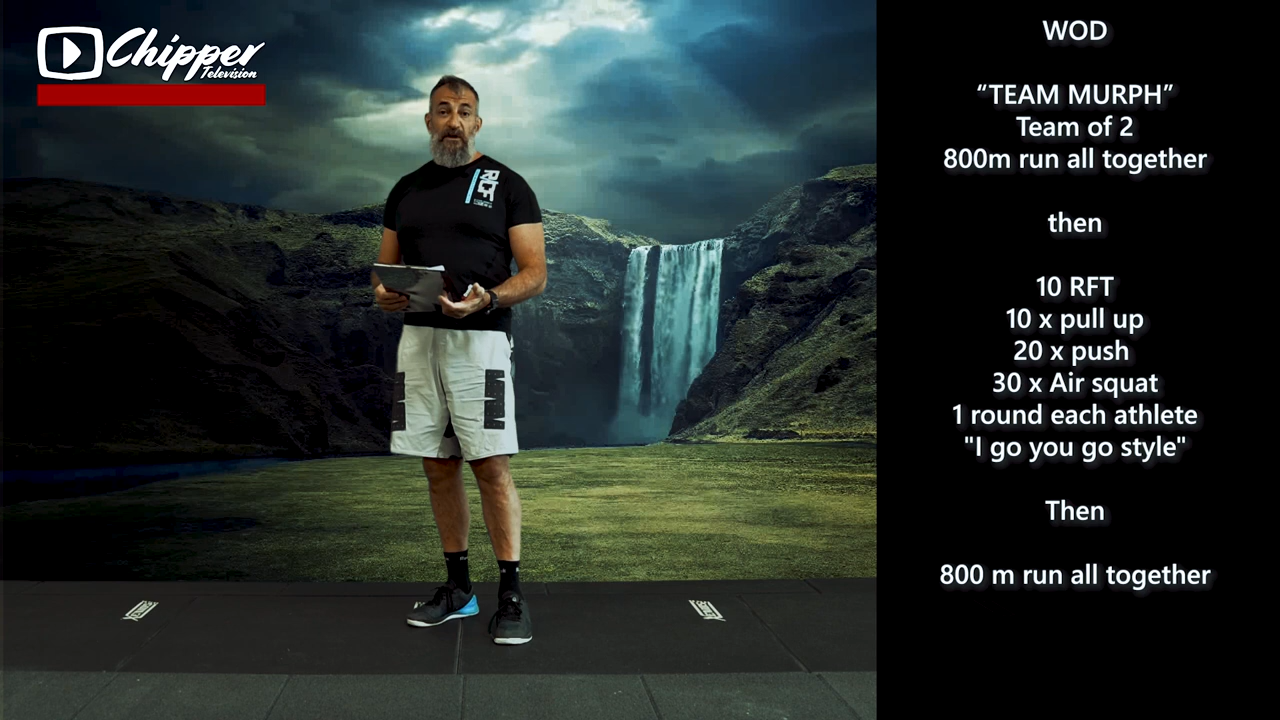 Chipper
Television
WOD
“TEAM MURPH”
Team of 2
800m run all together
then
10 RFT
10 x pull up
20 x push
30 x Air squat
1 round each athlete
"I go you go style"
Then
800 m run all together